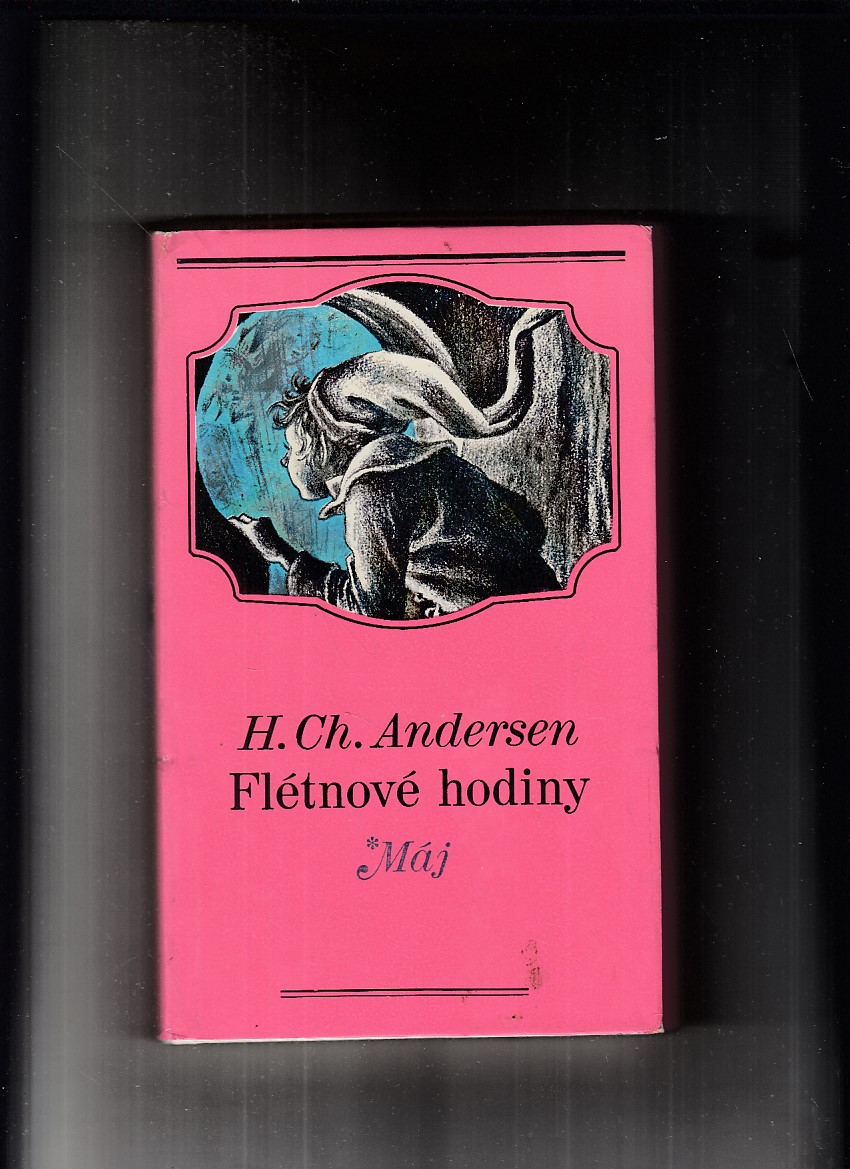 H. Ch. Andersen
Flétnové hodiny
*Máj